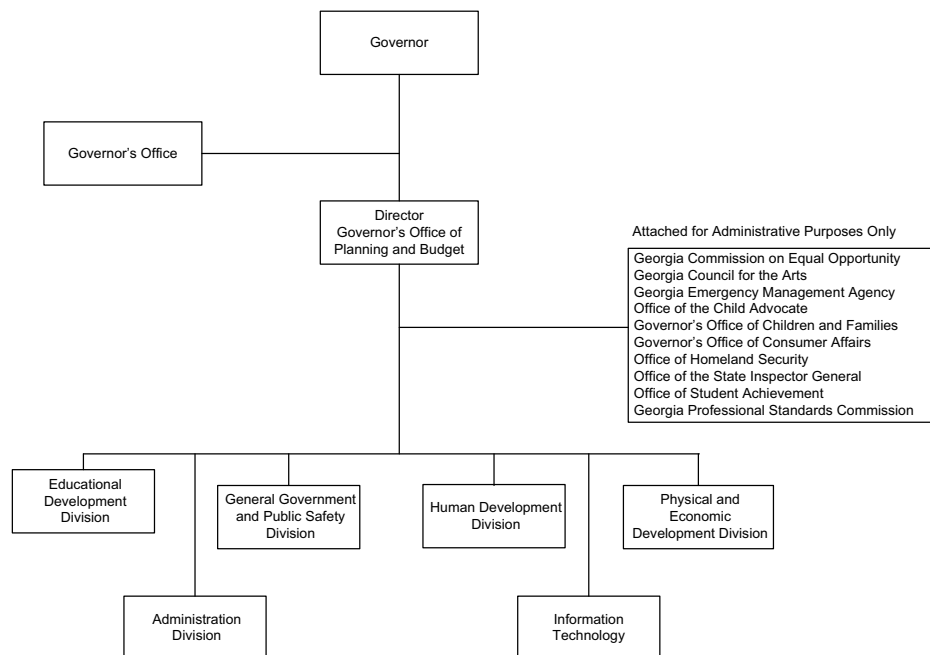 Governor
Governor's Office
Director
Governor's Office of
Planning and Budget
Attached for Administrative Purposes Only
Georgia Commission on Equal Opportunity
Georgia Council for the Arts
Georgia Emergency Management Agency
Office of the Child Advocate
Governor's Office of Children and Families
Governor's Office of Consumer Affairs
Office of Homeland Security
Office of the State Inspector General
Office of Student Achievement
Georgia Professional Standards Commission
Educational
Development
Division
General Government
and Public Safety
Division
Human Development
Division
Physical and
Economic
Development Division
Administration
Division
Information
Technology